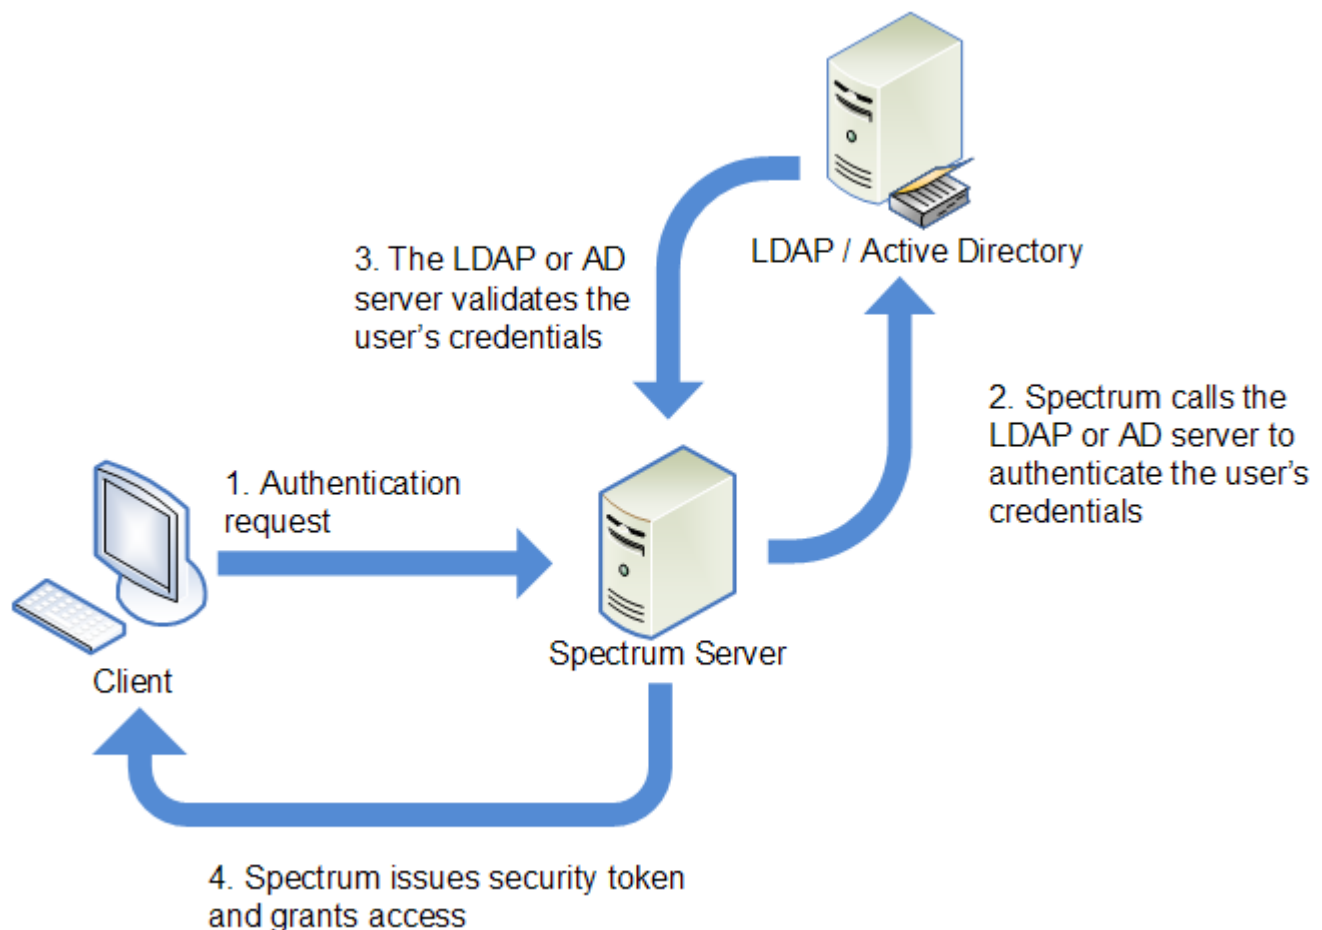 LDAP / Active Directory
3. The LDAP or AD
server validates the
user's credentials
2. Spectrum calls the
LDAP or AD server to
authenticate the user's
credentials
1. Authentication
request
Spectrum Server
Client
4. Spectrum issues security token
and grants access